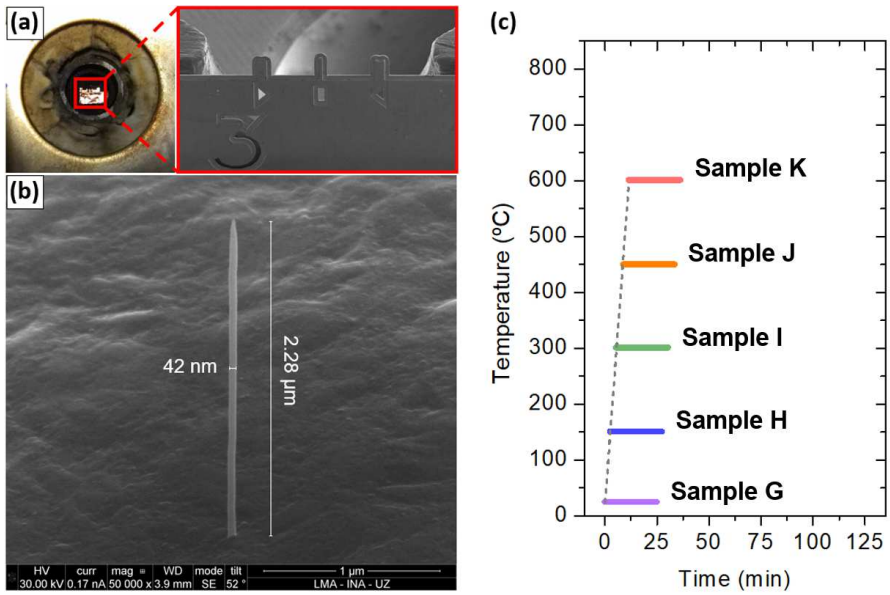 (a)
3
(b)
42 nm
2.28 µm
HV curr mag WD mode tilt
30.00 kV 0.17 nA 50 000 x 3.9 mm SE 52 °
1 µm
LMA - INA - UZ
(c)
Temperature (ºC)
800
700
600
500
400
300
200
100
0
Sample K
Sample J
Sample I
Sample H
Sample G
0 25 50 75 100 125
Time (min)